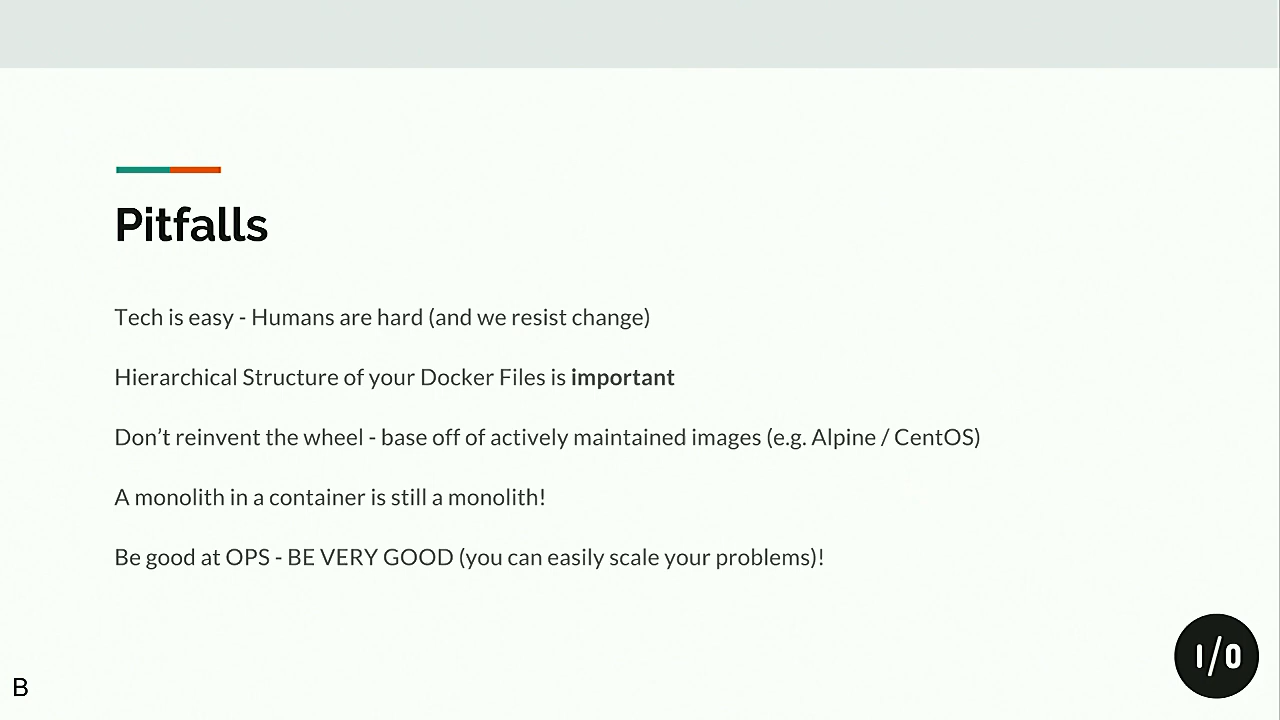 Pitfalls
Tech is easy - Humans are hard (and we resist change)
Hierarchical Structure of your Docker Files is important
Don’t reinvent the wheel - base off of actively maintained images (e.g. Alpine / CentOS)
A monolith in a container is still a monolith!
Be good at OPS - BE VERY GOOD (you can easily scale your problems)!
I/O
B